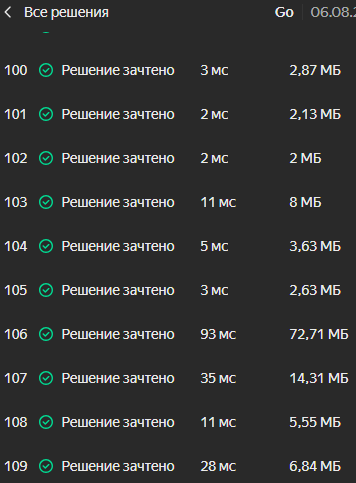 Все решения Go 06.08.2
100 Решение зачтено 3 мс 2,87 МБ
101 Решение зачтено 2 мс 2,13 МБ
102 Решение зачтено 2 мс 2 МБ
103 Решение зачтено 11 мс 8 МБ
104 Решение зачтено 5 мс 3,63 МБ
105 Решение зачтено 3 мс 2,63 МБ
106 Решение зачтено 93 мс 72,71 МБ
107 Решение зачтено 35 мс 14,31 МБ
108 Решение зачтено 11 мс 5,55 МБ
109 Решение зачтено 28 мс 6,84 МБ